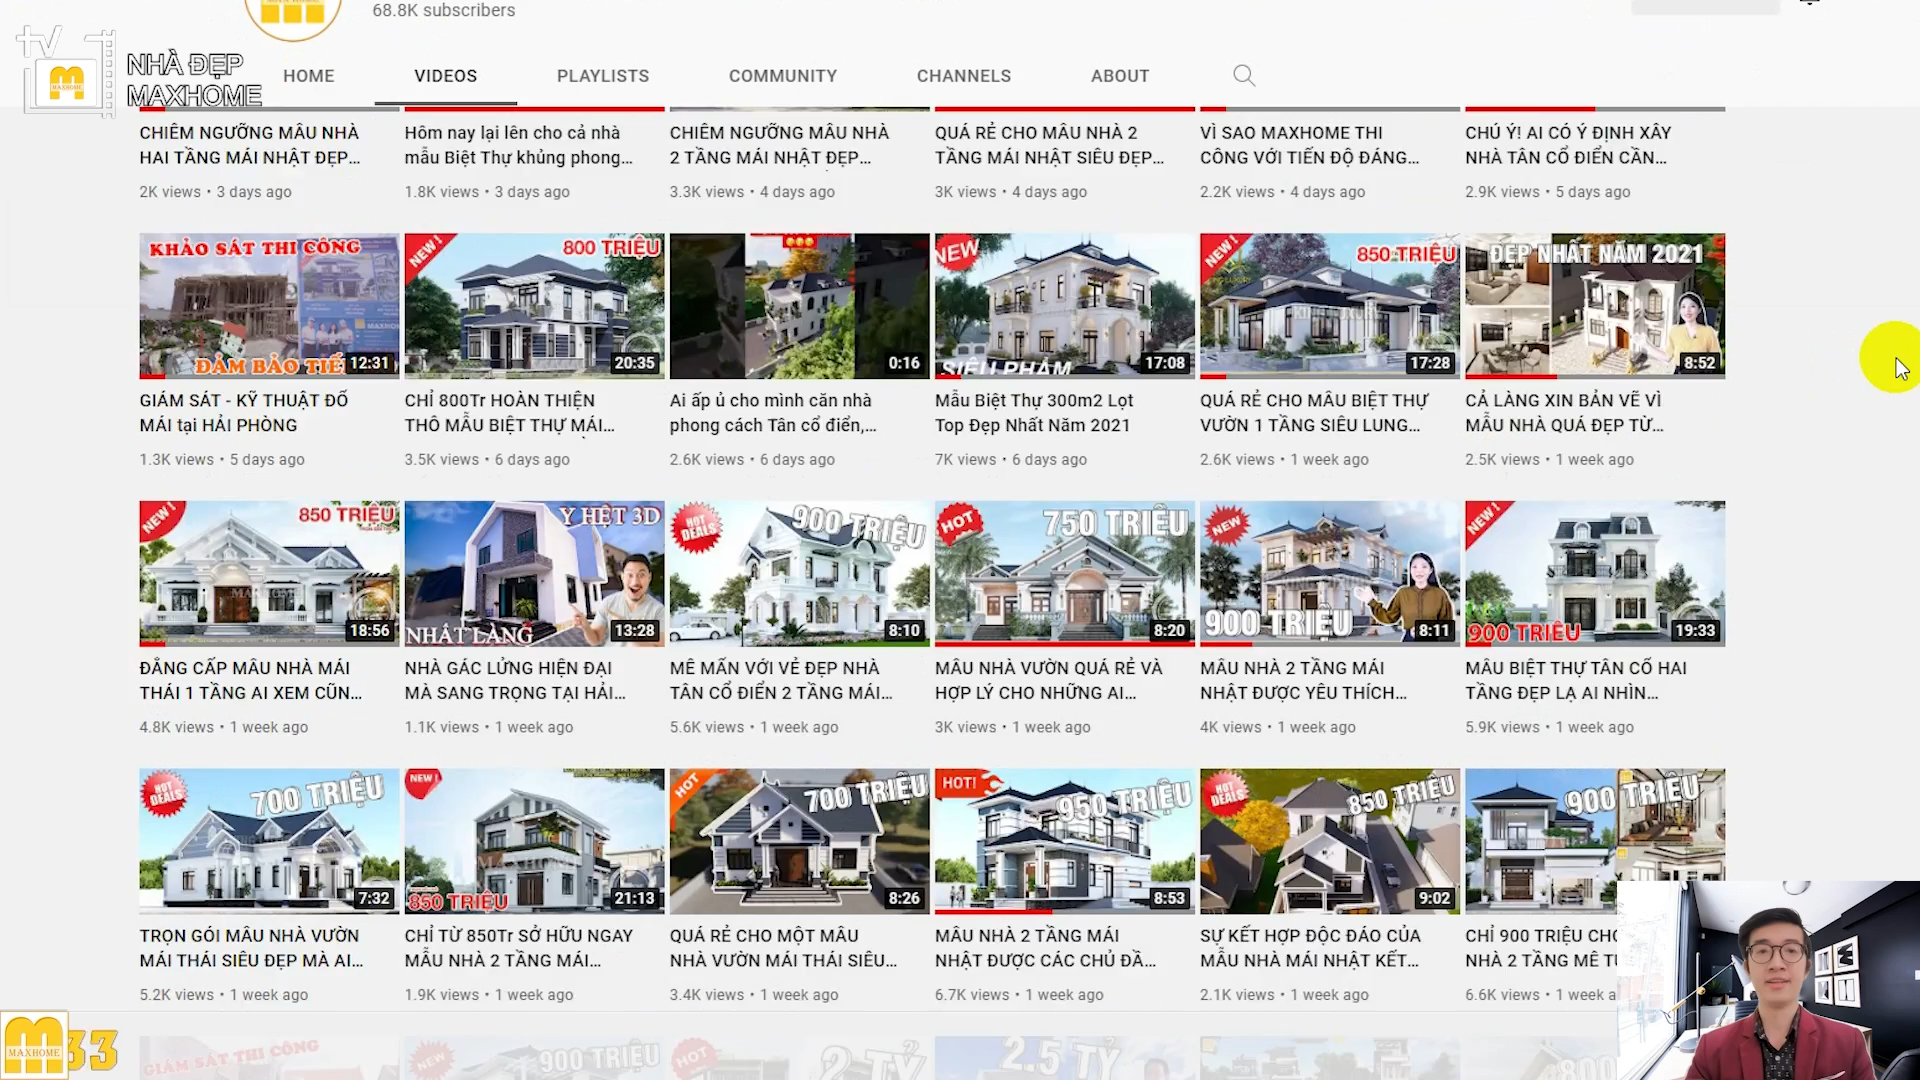 68.8K subscribers
tv
MAXHOME
NHÀ ĐẸP
MAXHOME
HOME
VIDEOS
PLAYLISTS
COMMUNITY
CHANNELS
ABOUT
CHIÊM NGƯỠNG MẪU NHÀ
HAI TẦNG MÁI NHẬT ĐẸP...
2K views • 3 days ago
Hôm nay lại lên cho cả nhà
mẫu Biệt Thự khủng phong...
1.8K views • 3 days ago
CHIÊM NGƯỠNG MẪU NHÀ
2 TẦNG MÁI NHẬT ĐẸP...
3.3K views • 4 days ago
QUÁ RẺ CHO MẪU NHÀ 2
TẦNG MÁI NHẬT SIÊU ĐẸP...
3K views • 4 days ago
VÌ SAO MAXHOME THI
CÔNG VỚI TIẾN ĐỘ ĐÁNG...
2.2K views • 4 days ago
CHÚ Ý! AI CÓ Ý ĐỊNH XÂY
NHÀ TÂN CỔ ĐIỂN CẦN...
2.9K views • 5 days ago
KHẢO SÁT THI CÔNG
ĐẢM BẢO TIẾ
12:31
GIÁM SÁT - KỸ THUẬT ĐỔ
MÁI tại HẢI PHÒNG
1.3K views • 5 days ago
NEW!
800 TRIỆU
20:35
CHỈ 800Tr HOÀN THIỆN
THÔ MẪU BIỆT THỰ MÁI...
3.5K views • 6 days ago
0:16
Ai ấp ủ cho mình căn nhà
phong cách Tân cổ điển,...
2.6K views • 6 days ago
NEW
SIÊU PHẨM
17:08
Mẫu Biệt Thự 300m2 Lọt
Top Đẹp Nhất Năm 2021
7K views • 6 days ago
NEW!
850 TRIỆU
17:28
QUÁ RẺ CHO MẪU BIỆT THỰ
VƯỜN 1 TẦNG SIÊU LUNG...
2.6K views • 1 week ago
ĐẸP NHẤT NĂM 2021
8:52
CẢ LÀNG XIN BẢN VẼ VÌ
MẪU NHÀ QUÁ ĐẸP TỪ...
2.5K views • 1 week ago
NEW!
850 TRIỆU
MAXHOME
18:56
ĐẲNG CẤP MẪU NHÀ MÁI
THÁI 1 TẦNG AI XEM CŨN...
4.8K views • 1 week ago
Y HỆT 3D
NHẤT LÀNG
13:28
NHÀ GÁC LỬNG HIỆN ĐẠI
MÀ SANG TRỌNG TẠI HẢI...
1.1K views • 1 week ago
HOT
DEALS
900 TRIỆU
8:10
MÊ MẨN VỚI VẺ ĐẸP NHÀ
TÂN CỔ ĐIỂN 2 TẦNG MÁI...
5.6K views • 1 week ago
HOT
750 TRIỆU
8:20
MẪU NHÀ VƯỜN QUÁ RẺ VÀ
HỢP LÝ CHO NHỮNG AI...
3K views • 1 week ago
NEW
900 TRIỆU
8:11
MẪU NHÀ 2 TẦNG MÁI
NHẬT ĐƯỢC YÊU THÍCH...
4K views • 1 week ago
NEW!
900 TRIỆU
19:33
MẪU BIỆT THỰ TÂN CỔ HAI
TẦNG ĐẸP LẠ AI NHÌN...
5.9K views • 1 week ago
HOT
DEALS
700 TRIỆU
7:32
TRỌN GÓI MẪU NHÀ VƯỜN
MÁI THÁI SIÊU ĐẸP MÀ AI...
5.2K views • 1 week ago
NEW!
MAXHOME
850 TRIỆU
21:13
CHỈ TỪ 850Tr SỞ HỮU NGAY
MẪU NHÀ 2 TẦNG MÁI...
1.9K views • 1 week ago
HOT
700 TRIỆU
8:26
QUÁ RẺ CHO MỘT MẪU
NHÀ VƯỜN MÁI THÁI SIÊU...
3.4K views • 1 week ago
HOT!
950 TRIỆU
8:53
MẪU NHÀ 2 TẦNG MÁI
NHẬT ĐƯỢC CÁC CHỦ ĐẦ...
6.7K views • 1 week ago
HOT
DEALS
850 TRIỆU
9:02
SỰ KẾT HỢP ĐỘC ĐÁO CỦA
MẪU NHÀ MÁI NHẬT KẾT...
2.1K views • 1 week ago
900 TRIỆU
CHỈ 900 TRIỆU CHO
NHÀ 2 TẦNG MÊ
6.6K views • 1 week a
MAXHOME
33
GIÁM SÁT THI CÔNG
NEW
900 TRIỆU
HOT
2 TỶ
2.5 TỶ
800